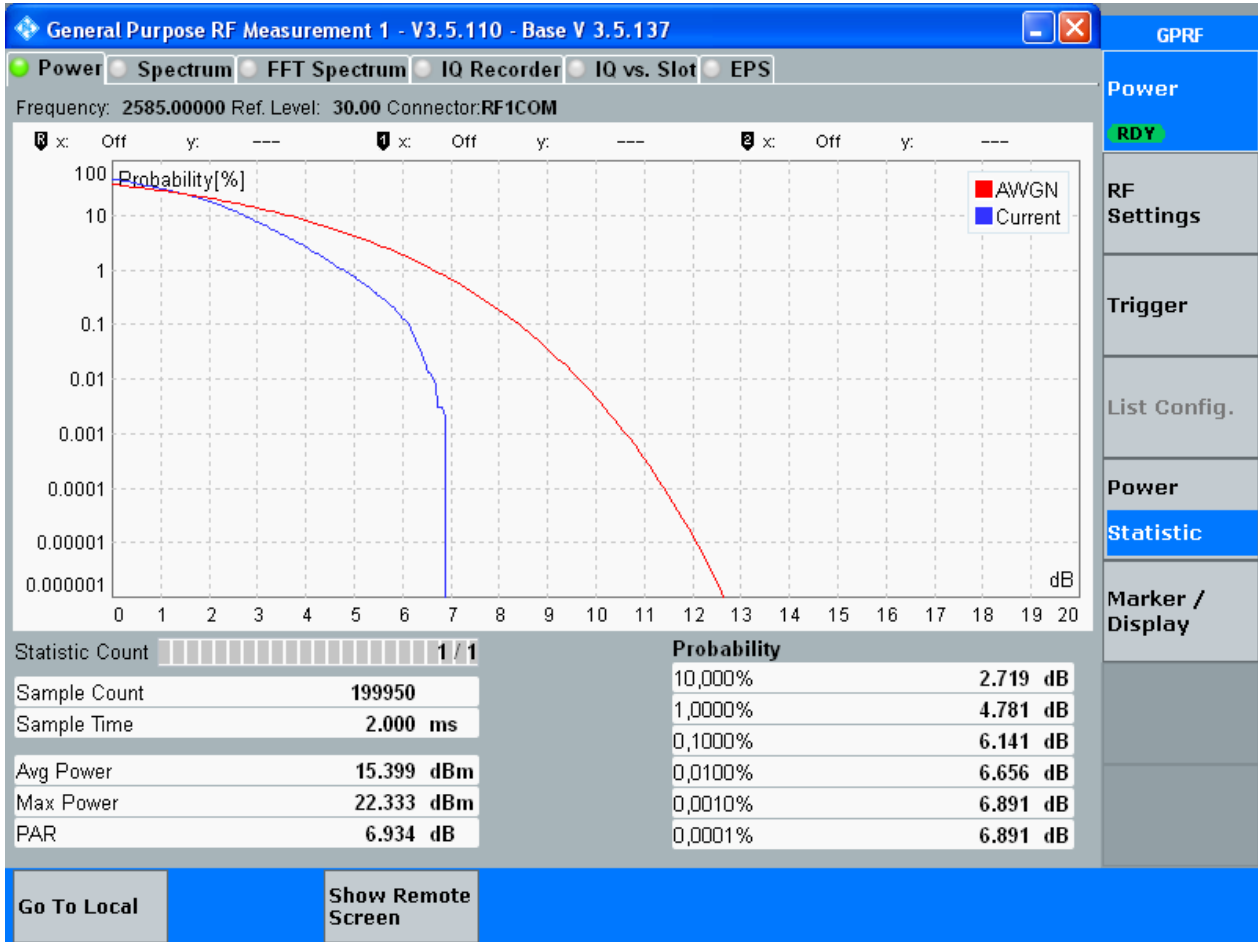 General Purpose RF Measurement 1 - V3.5.110 - Base V 3.5.137
GPRF
Power Spectrum FFT Spectrum IQ Recorder IQ vs. Slot EPS
Frequency: 2585.00000 Ref. Level: 30.00 Connector:RF1COM
R x: Off y: --- 1 x: Off y: --- 2 x: Off y: ---
Probability[%]
AWGN
Current
100
10
1
0.1
0.01
0.001
0.0001
0.00001
0.000001
dB
0 1 2 3 4 5 6 7 8 9 10 11 12 13 14 15 16 17 18 19 20
Statistic Count 1 / 1
Sample Count 199950
Sample Time 2.000 ms
Avg Power 15.399 dBm
Max Power 22.333 dBm
PAR 6.934 dB
Probability
10,000% 2.719 dB
1,0000% 4.781 dB
0,1000% 6.141 dB
0,0100% 6.656 dB
0,0010% 6.891 dB
0,0001% 6.891 dB
Power
RDY
RF
Settings
Trigger
List Config.
Power
Statistic
Marker /
Display
Go To Local
Show Remote
Screen